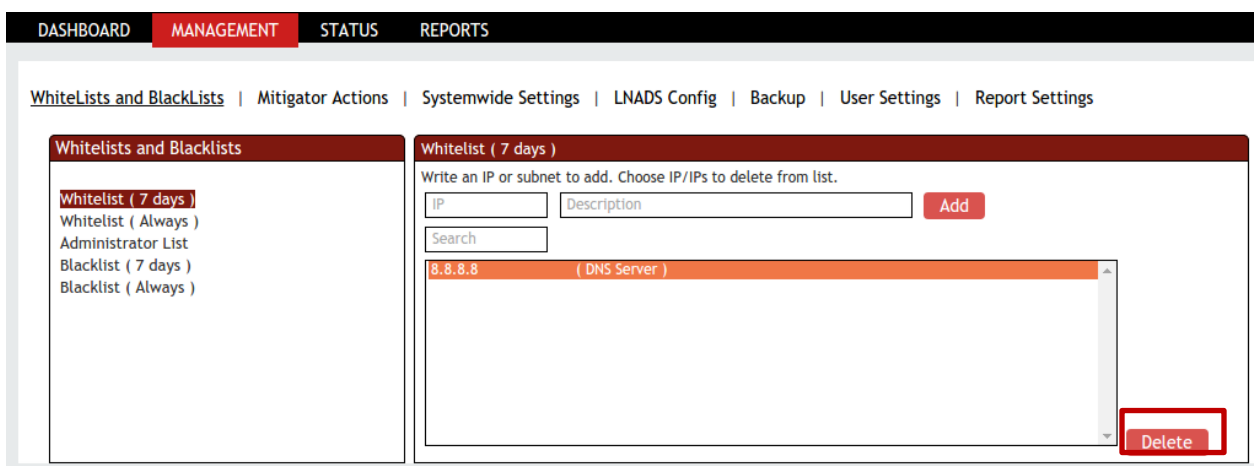 DASHBOARD MANAGEMENT STATUS REPORTS
WhiteLists and BlackLists | Mitigator Actions | Systemwide Settings | LNADS Config | Backup | User Settings | Report Settings
Whitelists and Blacklists
Whitelist ( 7 days )
Whitelist ( Always )
Administrator List
Blacklist ( 7 days )
Blacklist ( Always )
Whitelist ( 7 days )
Write an IP or subnet to add. Choose IP/IPs to delete from list.
IP Description Add
Search
8.8.8.8 ( DNS Server )
Delete